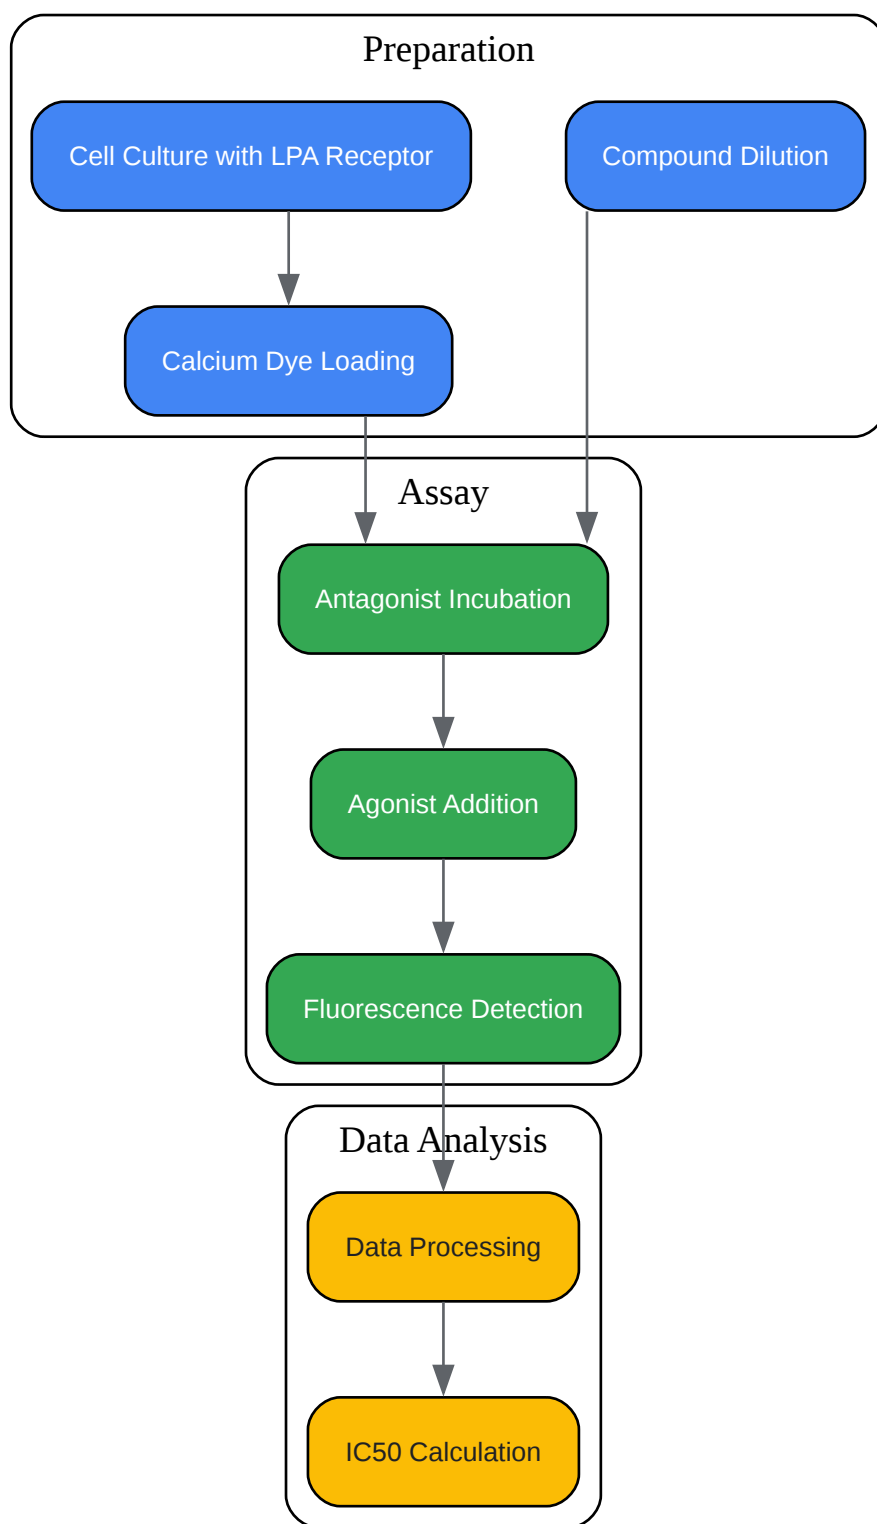 Preparation
Cell Culture with LPA Receptor
Compound Dilution
Calcium Dye Loading
Assay
Antagonist Incubation
Agonist Addition
Fluorescence Detection
Data Analysis
Data Processing
IC50 Calculation